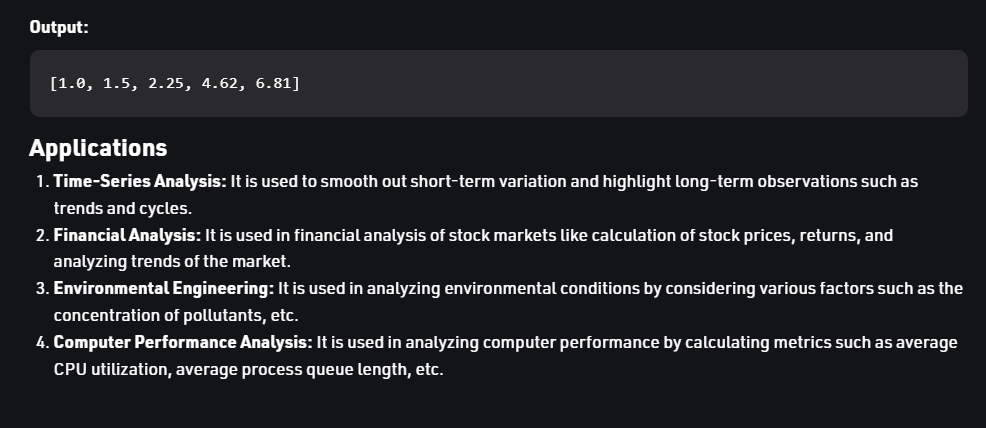 Output:
[1.0, 1.5, 2.25, 4.62, 6.81]
Applications
1. Time-Series Analysis: It is used to smooth out short-term variation and highlight long-term observations such as
trends and cycles.
2. Financial Analysis: It is used in financial analysis of stock markets like calculation of stock prices, returns, and
analyzing trends of the market.
3. Environmental Engineering: It is used in analyzing environmental conditions by considering various factors such as the
concentration of pollutants, etc.
4. Computer Performance Analysis: It is used in analyzing computer performance by calculating metrics such as average
CPU utilization, average process queue length, etc.